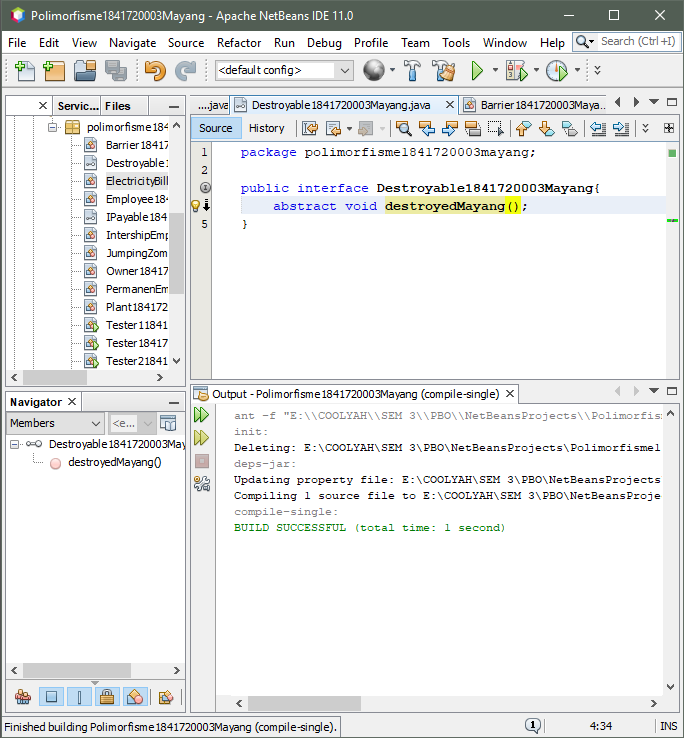 Polimorfisme1841720003Mayang - Apache NetBeans IDE 11.0
File Edit View Navigate Source Refactor Run Debug Profile Team Tools Window Help Search (Ctrl+I)
<default config>
Servic... Files
....java Destroyable1841720003Mayang.java Barrier1841720003Maya...
Source History
polimorfisme184
Barrier18417
Destroyable1
ElectricityBill
Employee184
IPayable184
IntershipEmp
JumpingZom
Owner18417
PermanenEm
Plant184172
Tester11841
Tester18417
Tester21841
1 package polimorfisme1841720003mayang;
2
public interface Destroyable1841720003Mayang{
abstract void destroyedMayang();
5 }
Navigator
Members <e...
Destroyable1841720003May
destroyedMayang()
Output - Polimorfisme1841720003Mayang (compile-single)
ant -f "E:\\COOLYAH\\SEM 3\\PBO\\NetBeansProjects\\Polimorfism
init:
Deleting: E:\COOLYAH\SEM 3\PBO\NetBeansProjects\Polimorfisme1
deps-jar:
Updating property file: E:\COOLYAH\SEM 3\PBO\NetBeansProjects
Compiling 1 source file to E:\COOLYAH\SEM 3\PBO\NetBeansProje
compile-single:
BUILD SUCCESSFUL (total time: 1 second)
Finished building Polimorfisme1841720003Mayang (compile-single). 1 4:34 INS